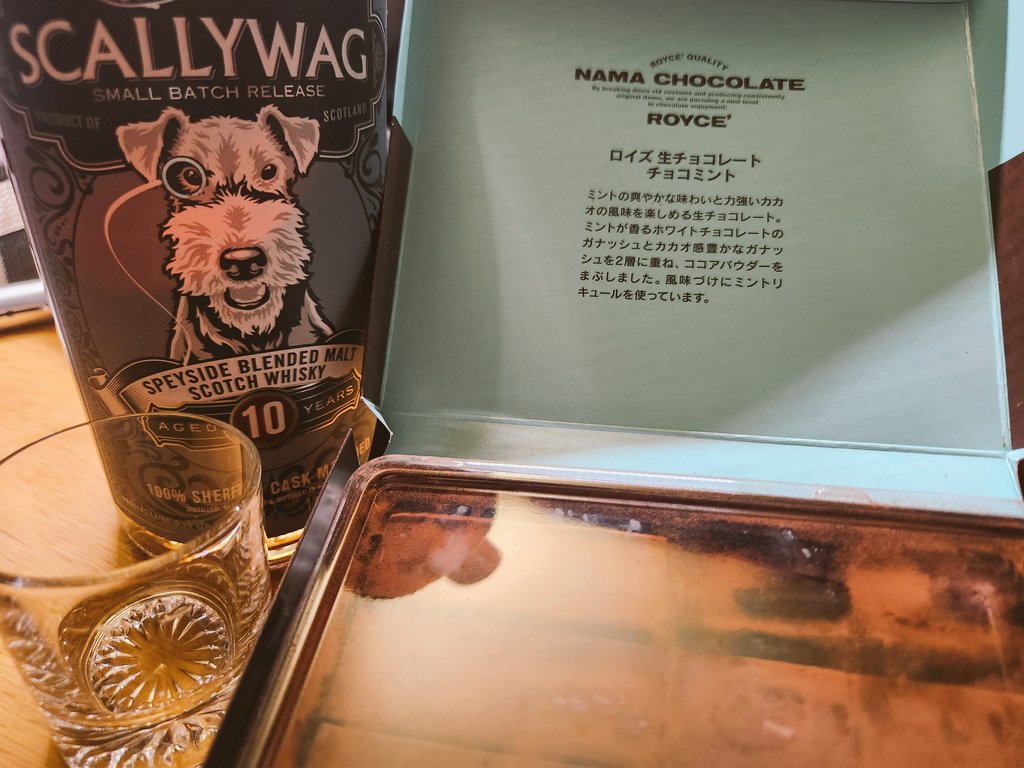 SCALLYWAG
SMALL BATCH RELEASE
PRODUCT OF
SCOTLAND
SPEYSIDE BLENDED MALT
SCOTCH WHISKY
AGED 10 YEARS
100% SHERR CASK MA
ROYCE' QUALITY
NAMA CHOCOLATE
By breaking down old customs and producing consistently
original items, we are pursuing a new level
in chocolate enjoyment.
ROYCE'
ロイズ 生チョコレート
チョコミント
ミントの爽やかな味わいと力強いカカ
オの風味を楽しめる生チョコレート。
ミントが香るホワイトチョコレートの
ガナッシュとカカオ感豊かなガナッ
シュを2層に重ね、ココアパウダーを
まぶしました。風味づけにミントリ
キュールを使っています。